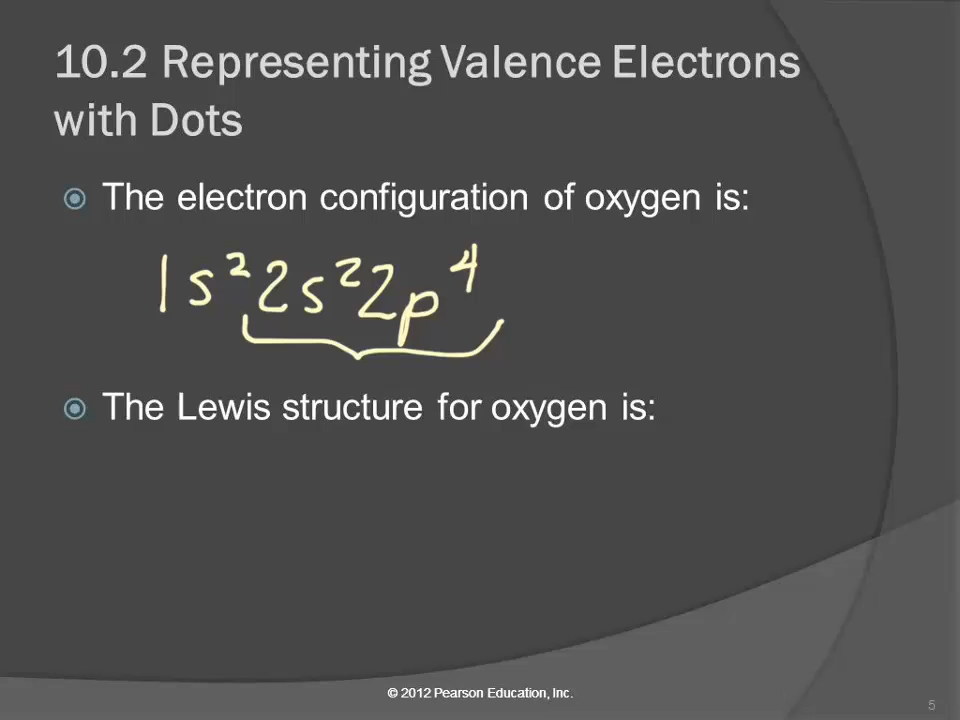 10.2 Representing Valence Electrons
with Dots
The electron configuration of oxygen is:
1s²2s²2p⁴
The Lewis structure for oxygen is:
© 2012 Pearson Education, Inc.
5